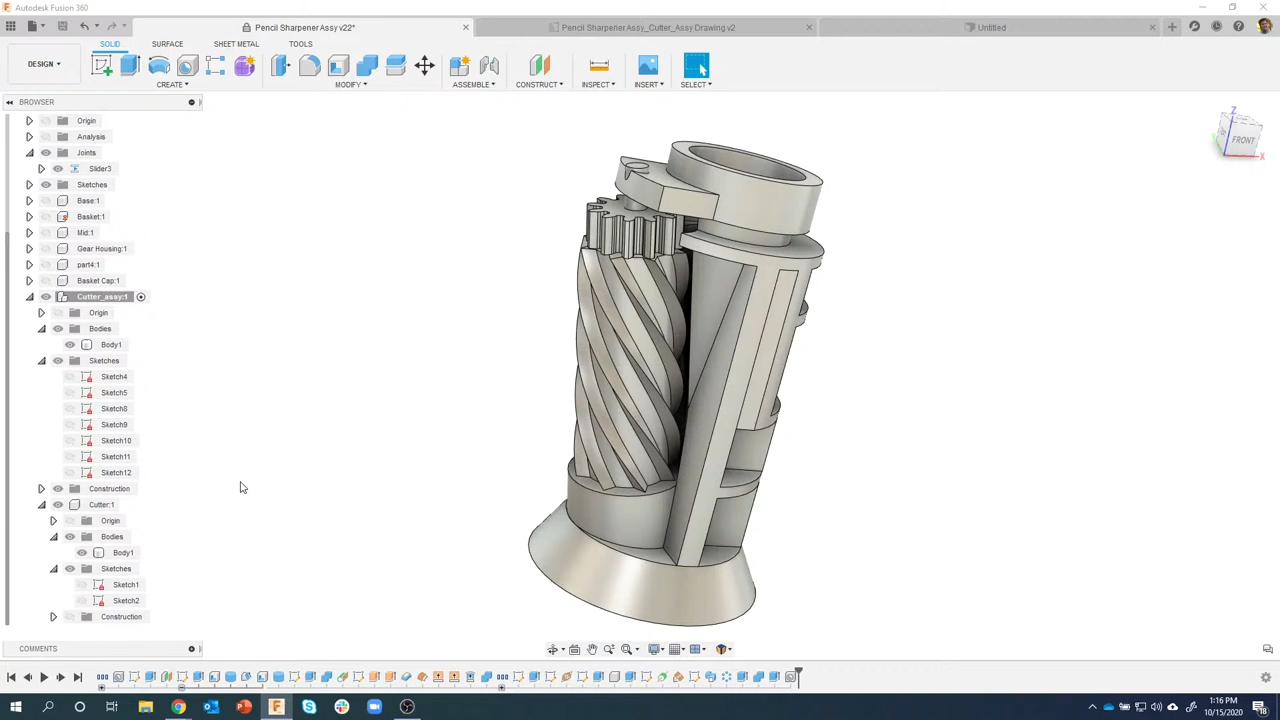 Autodesk Fusion 360
Pencil Sharpener Assy v22*
Pencil Sharpener Assy_Cutter_Assy Drawing v2
Untitled
DESIGN
SOLID
SURFACE
SHEET METAL
TOOLS
CREATE
MODIFY
ASSEMBLE
CONSTRUCT
INSPECT
INSERT
SELECT
BROWSER
Origin
Analysis
Joints
Slider3
Sketches
Base:1
Basket:1
Mid:1
Gear Housing:1
part4:1
Basket Cap:1
Cutter_assy:1
Origin
Bodies
Body1
Sketches
Sketch4
Sketch5
Sketch8
Sketch9
Sketch10
Sketch11
Sketch12
Construction
Cutter:1
Origin
Bodies
Body1
Sketches
Sketch1
Sketch2
Construction
Z
FRONT
X
COMMENTS
1:16 PM
10/15/2020
18